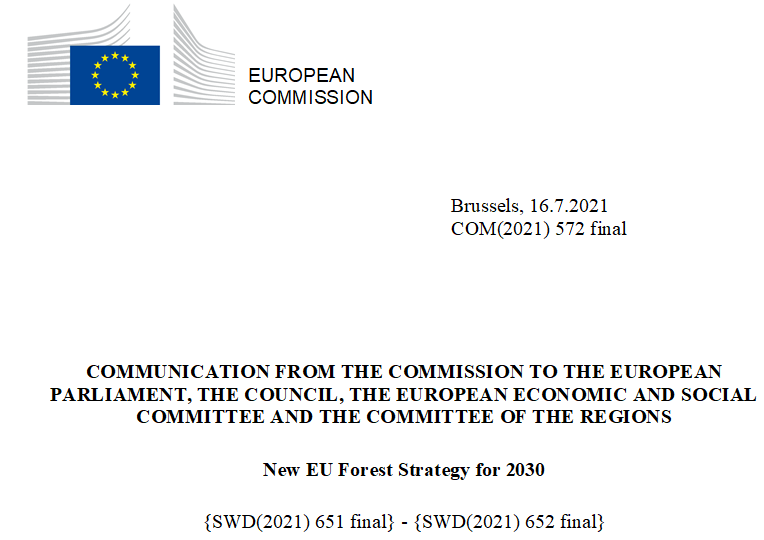 EUROPEAN
COMMISSION
Brussels, 16.7.2021
COM(2021) 572 final
COMMUNICATION FROM THE COMMISSION TO THE EUROPEAN
PARLIAMENT, THE COUNCIL, THE EUROPEAN ECONOMIC AND SOCIAL
COMMITTEE AND THE COMMITTEE OF THE REGIONS
New EU Forest Strategy for 2030
{SWD(2021) 651 final} - {SWD(2021) 652 final}